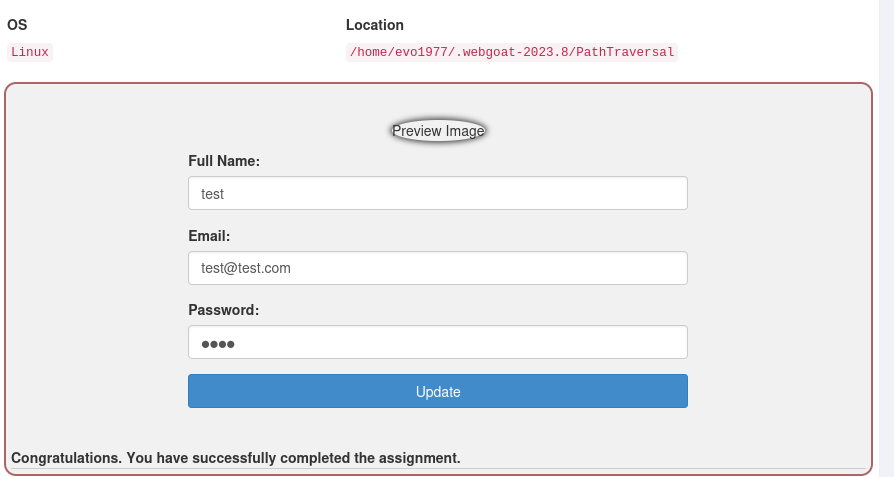 OS Location
Linux /home/evo1977/.webgoat-2023.8/PathTraversal
Preview Image
Full Name:
test
Email:
test@test.com
Password:
●●●●
Update
Congratulations. You have successfully completed the assignment.